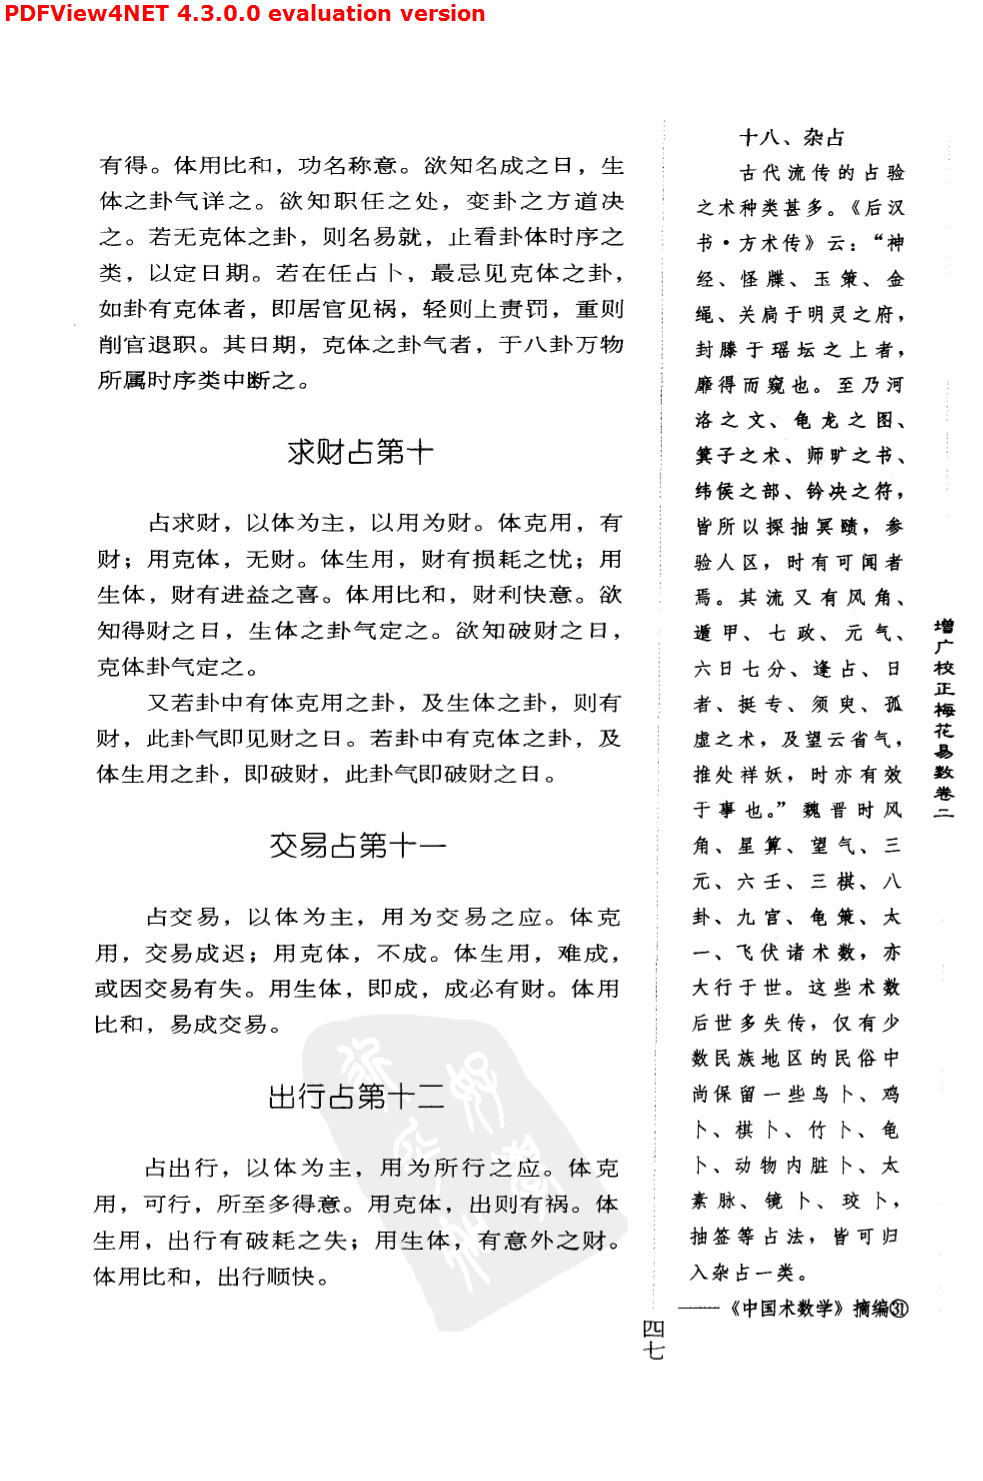 PDFView4NET 4.3.0.0 evaluation version
有得。体用比和，功名称意。欲知名成之日，生
体之卦气详之。欲知职任之处，变卦之方道决
之。若无克体之卦，则名易就，止看卦体时序之
类，以定日期。若在任占卜，最忌见克体之卦，
如卦有克体者，即居官见祸，轻则上责罚，重则
削官退职。其日期，克体之卦气者，于八卦万物
所属时序类中断之。
求财占第十
占求财，以体为主，以用为财。体克用，有
财；用克体，无财。体生用，财有损耗之忧；用
生体，财有进益之喜。体用比和，财利快意。欲
知得财之日，生体之卦气定之。欲知破财之日，
克体卦气定之。
又若卦中有体克用之卦，及生体之卦，则有
财，此卦气即见财之日。若卦中有克体之卦，及
体生用之卦，即破财，此卦气即破财之日。
交易占第十一
占交易，以体为主，用为交易之应。体克
用，交易成迟；用克体，不成。体生用，难成，
或因交易有失。用生体，即成，成必有财。体用
比和，易成交易。
出行占第十二
占出行，以体为主，用为所行之应。体克
用，可行，所至多得意。用克体，出则有祸。体
生用，出行有破耗之失；用生体，有意外之财。
体用比和，出行顺快。
十八、杂占
古代流传的占验
之术种类甚多。《后汉
书·方术传》云：“神
经、怪牒、玉策、金
绳、关扃于明灵之府，
封縢于瑶坛之上者，
靡得而窥也。至乃河
洛之文、龟龙之图、
箕子之术、师旷之书、
纬侯之部、钤决之符，
皆所以探抽冥赜，参
验人区，时有可闻者
焉。其流又有风角、
遁甲、七政、元气、
六日七分、逢占、日
者、挺专、须臾、孤
虚之术，及望云省气，
推处祥妖，时亦有效
于事也。”魏晋时风
角、星算、望气、三
元、六壬、三棋、八
卦、九宫、龟策、太
一、飞伏诸术数，亦
大行于世。这些术数
后世多失传，仅有少
数民族地区的民俗中
尚保留一些鸟卜、鸡
卜、棋卜、竹卜、龟
卜、动物内脏卜、太
素脉、镜卜、珓卜，
抽签等占法，皆可归
入杂占一类。
——《中国术数学》摘编㉛
增广校正梅花易数卷二
四七